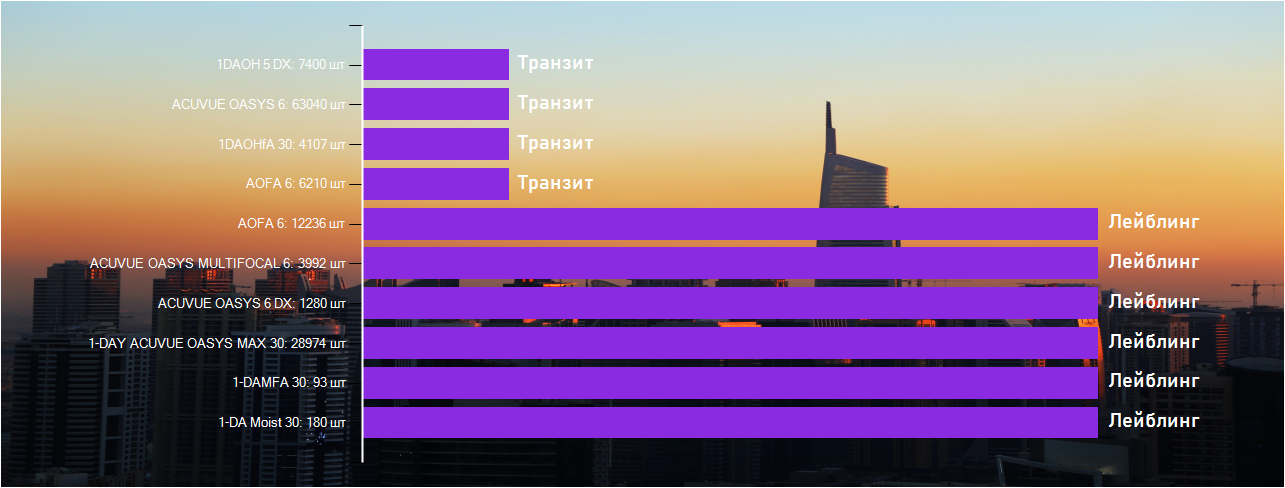 1DAOH 5 DX: 7400 шт Транзит
ACUVUE OASYS 6: 63040 шт Транзит
1DAOHfA 30: 4107 шт Транзит
AOFA 6: 6210 шт Транзит
AOFA 6: 12236 шт Лейблинг
ACUVUE OASYS MULTIFOCAL 6: 3992 шт Лейблинг
ACUVUE OASYS 6 DX: 1280 шт Лейблинг
1-DAY ACUVUE OASYS MAX 30: 28974 шт Лейблинг
1-DAMFA 30: 93 шт Лейблинг
1-DA Moist 30: 180 шт Лейблинг